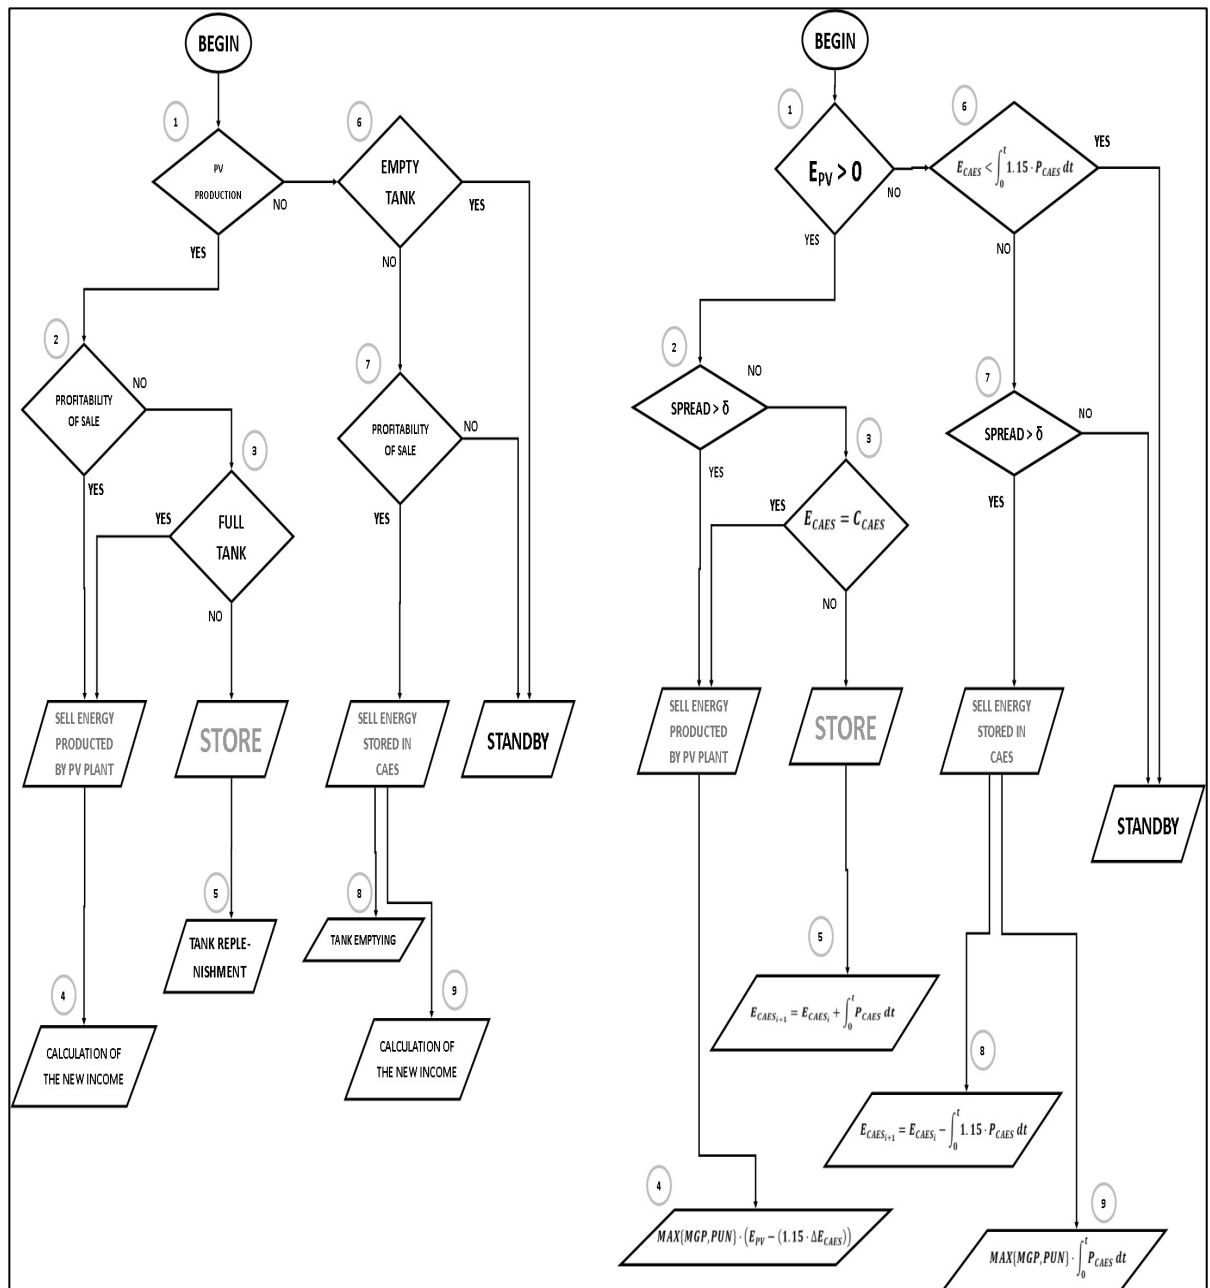 BEGIN
1
PV
PRODUCTION
NO
YES
6
EMPTY
TANK
YES
NO
2
PROFITABILITY
OF SALE
NO
YES
3
FULL
TANK
YES
NO
7
PROFITABILITY
OF SALE
NO
YES
SELL ENERGY
PRODUCTED
BY PV PLANT
STORE
SELL ENERGY
STORED IN
CAES
STANDBY
5
TANK REPLE-
NISHMENT
8
TANK EMPTYING
4
CALCULATION OF
THE NEW INCOME
9
CALCULATION OF
THE NEW INCOME
BEGIN
1
E_PV > 0
NO
YES
6
E_CAES < ∫_0^t 1.15 · P_CAES dt
YES
NO
2
SPREAD > δ
NO
YES
3
E_CAES = C_CAES
YES
NO
7
SPREAD > δ
NO
YES
SELL ENERGY
PRODUCTED
BY PV PLANT
STORE
SELL ENERGY
STORED IN
CAES
STANDBY
5
E_CAES_{i+1} = E_CAES_i + ∫_0^t P_CAES dt
8
E_CAES_{i+1} = E_CAES_i − ∫_0^t 1.15 · P_CAES dt
4
MAX{MGP, PUN} · (E_PV − (1.15 · ΔE_CAES))
9
MAX{MGP, PUN} · ∫_0^t P_CAES dt